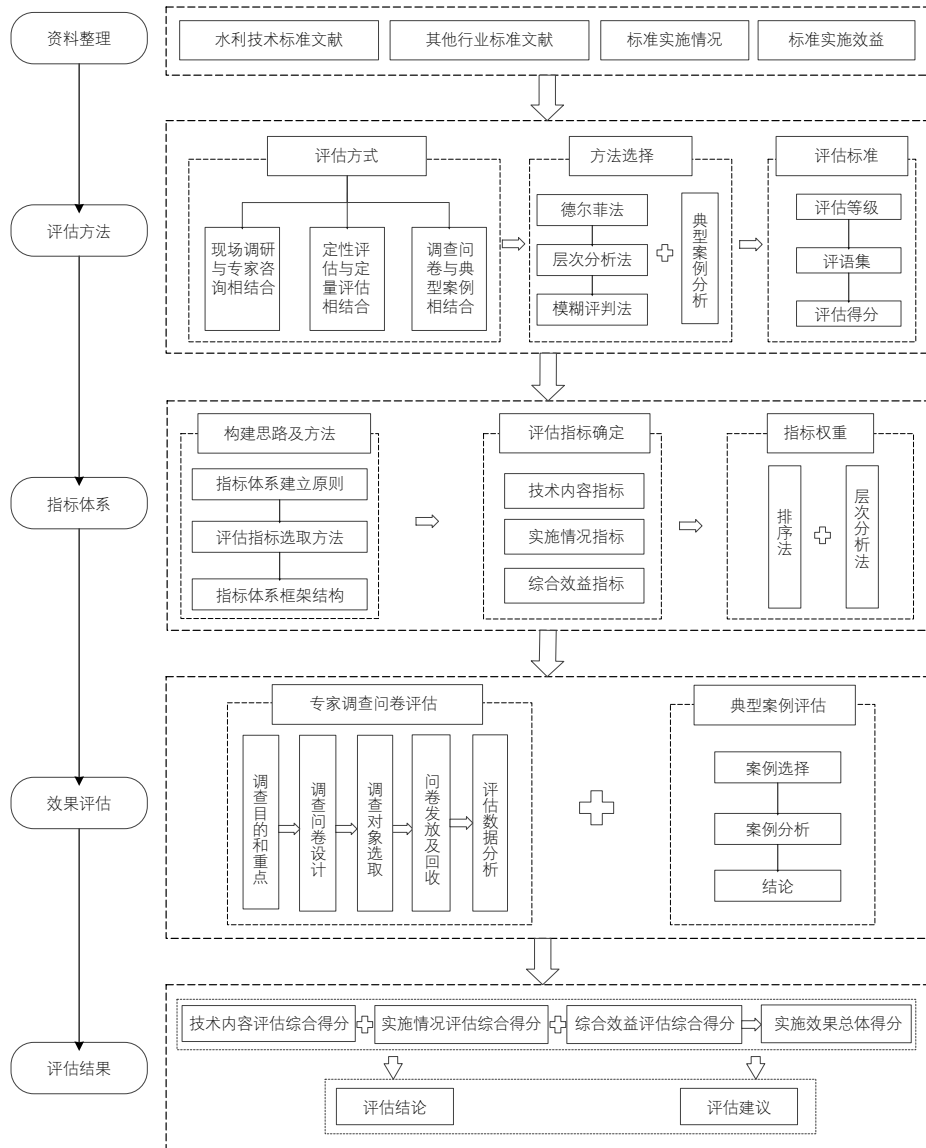 资料整理
水利技术标准文献
其他行业标准文献
标准实施情况
标准实施效益
评估方法
评估方式
现场调研
与专家咨
询相结合
定性评
估与定
量评估
相结合
调查问
卷与典
型案例
相结合
方法选择
德尔菲法
层次分析法
模糊评判法
典型案例分析
评估标准
评估等级
评语集
评估得分
指标体系
构建思路及方法
指标体系建立原则
评估指标选取方法
指标体系框架结构
评估指标确定
技术内容指标
实施情况指标
综合效益指标
指标权重
排序法
层次分析法
效果评估
专家调查问卷评估
调查目的和重点
调查问卷设计
调查对象选取
问卷发放及回收
评估数据分析
典型案例评估
案例选择
案例分析
结论
评估结果
技术内容评估综合得分
实施情况评估综合得分
综合效益评估综合得分
实施效果总体得分
评估结论
评估建议